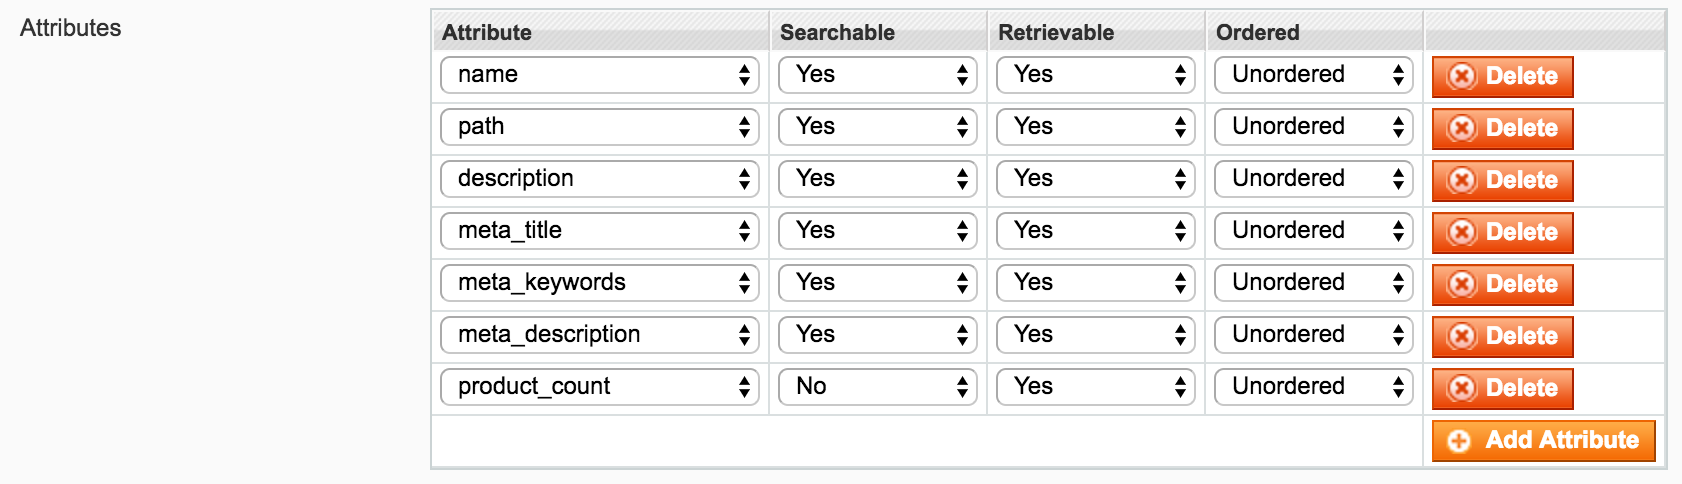 Attributes
Attribute Searchable Retrievable Ordered
name Yes Yes Unordered Delete
path Yes Yes Unordered Delete
description Yes Yes Unordered Delete
meta_title Yes Yes Unordered Delete
meta_keywords Yes Yes Unordered Delete
meta_description Yes Yes Unordered Delete
product_count No Yes Unordered Delete
Add Attribute